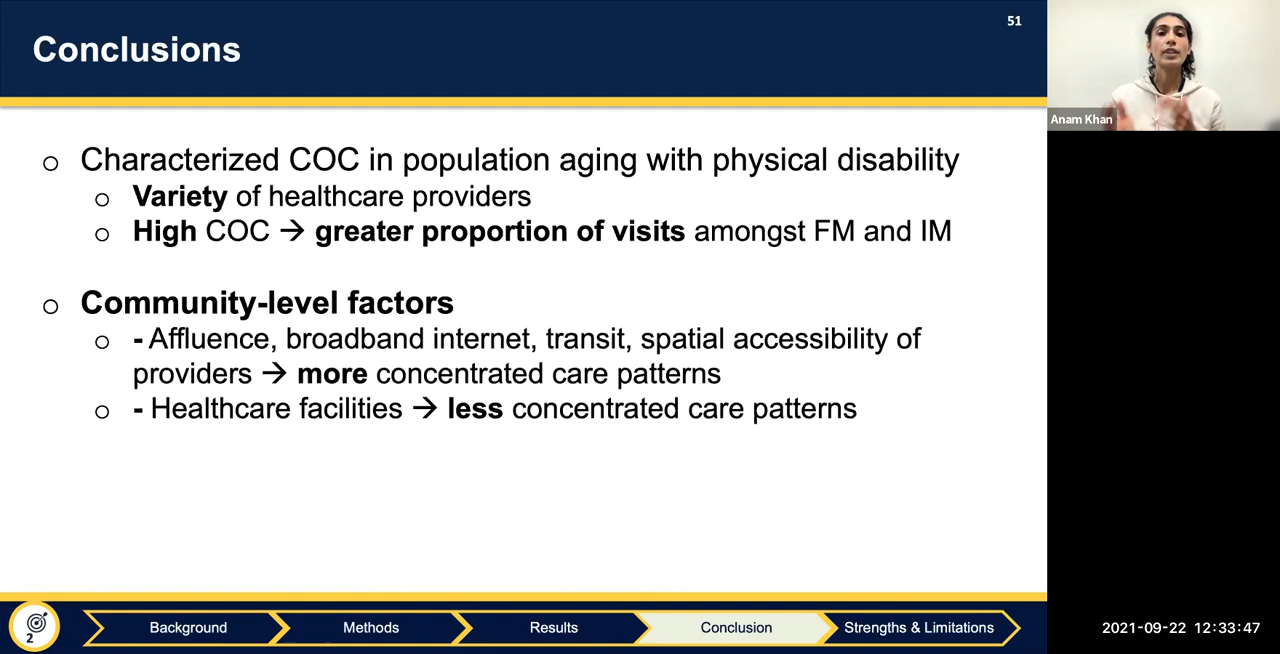 51
Conclusions
Anam Khan
o Characterized COC in population aging with physical disability
o Variety of healthcare providers
o High COC → greater proportion of visits amongst FM and IM
o Community-level factors
o - Affluence, broadband internet, transit, spatial accessibility of
providers → more concentrated care patterns
o - Healthcare facilities → less concentrated care patterns
2
Background
Methods
Results
Conclusion
Strengths & Limitations
2021-09-22 12:33:47